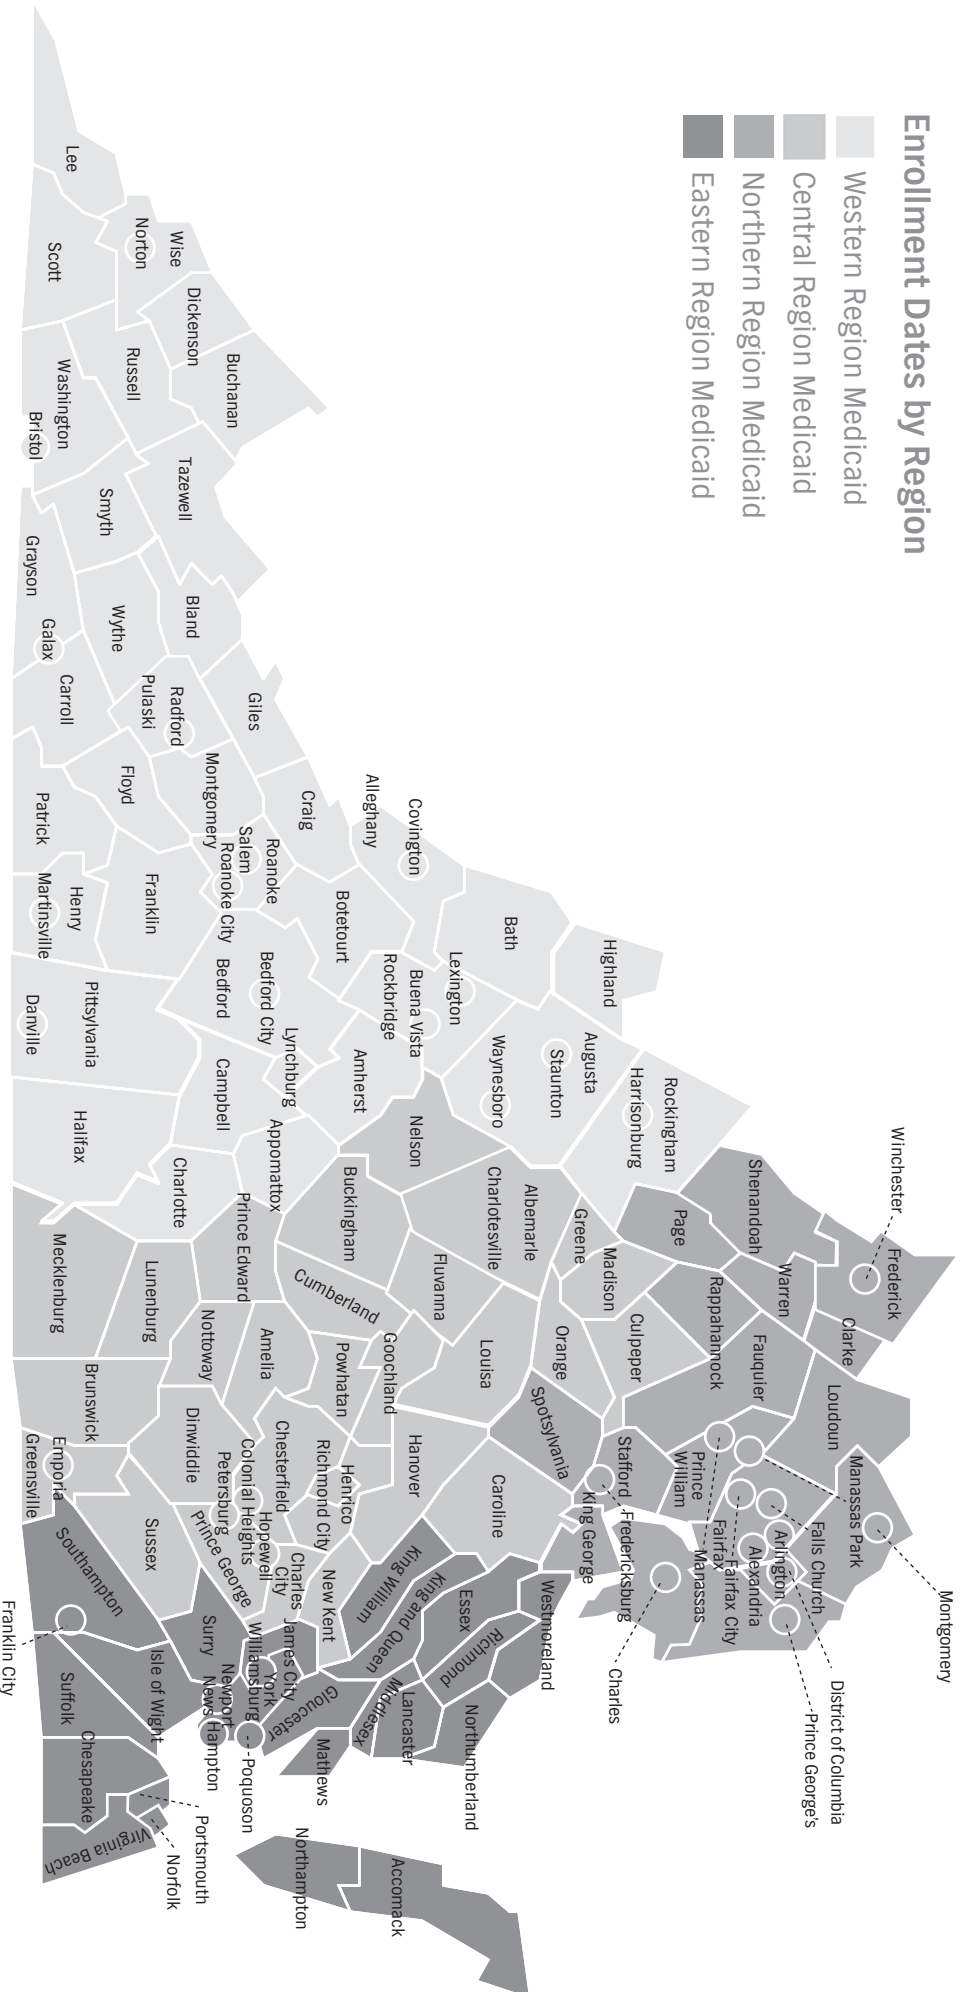 Enrollment Dates by Region
Western Region Medicaid
Central Region Medicaid
Northern Region Medicaid
Eastern Region Medicaid
Winchester
Frederick
Clarke
Montgomery
Loudoun
Manassas Park
District of Columbia
Prince George's
Falls Church
Arlington
Alexandria
Fairfax City
Fairfax
Manassas
Prince
William
Charles
Shenandoah
Warren
Fauquier
Rappahannock
Page
Rockingham
Harrisonburg
Madison
Culpeper
Stafford
Fredericksburg
King George
Highland
Augusta
Staunton
Waynesboro
Greene
Orange
Spotsylvania
Westmoreland
Bath
Albemarle
Charlotesville
Louisa
Caroline
Essex
Richmond
Northumberland
Lexington
Buena Vista
Rockbridge
Nelson
Fluvanna
Goochland
Hanover
King William
King and Queen
Lancaster
Middlesex
Accomack
Covington
Alleghany
Botetourt
Amherst
Buckingham
Cumberland
Powhatan
Henrico
Richmond City
New Kent
Gloucester
Mathews
Northampton
Craig
Roanoke
Salem
Roanoke City
Bedford City
Bedford
Lynchburg
Campbell
Appomattox
Prince Edward
Amelia
Chesterfield
Colonial Heights
Hopewell
Petersburg
Prince George
Charles
City
James City
York
Williamsburg
Newport
News
Hampton
Poquoson
Giles
Montgomery
Radford
Pulaski
Floyd
Franklin
Charlotte
Nottoway
Dinwiddie
Surry
Portsmouth
Norfolk
Buchanan
Dickenson
Wise
Norton
Tazewell
Bland
Russell
Smyth
Wythe
Lunenburg
Sussex
Isle of Wight
Lee
Scott
Washington
Bristol
Grayson
Galax
Carroll
Patrick
Henry
Martinsville
Pittsylvania
Danville
Halifax
Mecklenburg
Brunswick
Emporia
Greensville
Southampton
Franklin City
Suffolk
Chesapeake
Virginia Beach